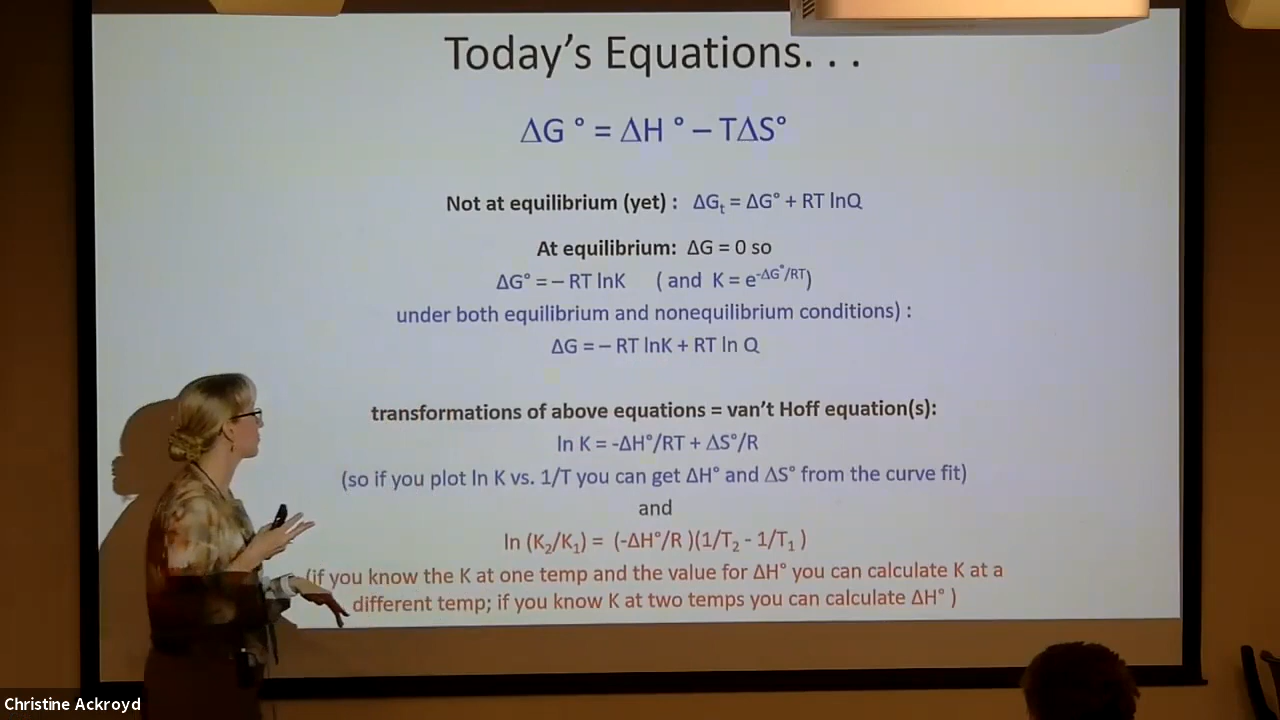 Today's Equations. . .
ΔG ° = ΔH ° – TΔS°
Not at equilibrium (yet) : ΔGₜ = ΔG° + RT lnQ
At equilibrium: ΔG = 0 so
ΔG° = – RT lnK ( and K = e^-ΔG°/RT)
under both equilibrium and nonequilibrium conditions) :
ΔG = – RT lnK + RT ln Q
transformations of above equations = van't Hoff equation(s):
ln K = -ΔH°/RT + ΔS°/R
(so if you plot ln K vs. 1/T you can get ΔH° and ΔS° from the curve fit)
and
ln (K₂/K₁) = (-ΔH°/R )(1/T₂ - 1/T₁ )
(if you know the K at one temp and the value for ΔH° you can calculate K at a
different temp; if you know K at two temps you can calculate ΔH° )
Christine Ackroyd